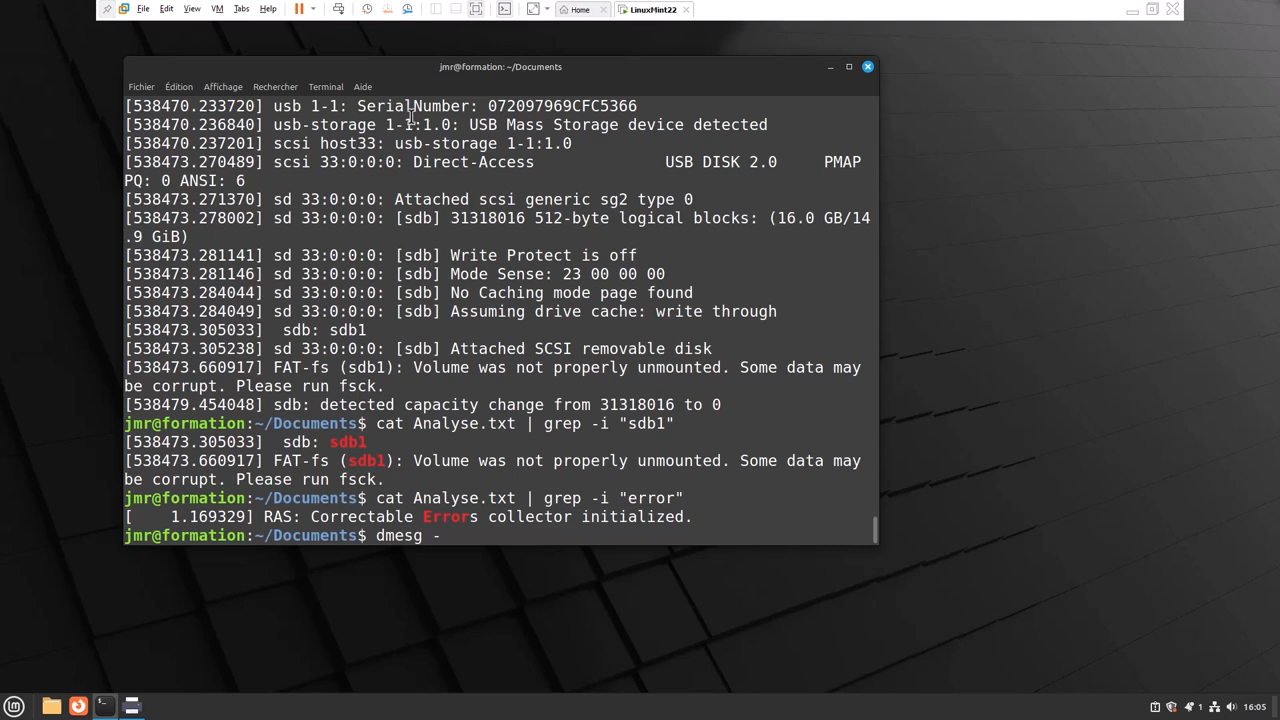 File Edit View VM Tabs Help
Home
LinuxMint22
jmr@formation: ~/Documents
Fichier Édition Affichage Rechercher Terminal Aide
[538470.233720] usb 1-1: SerialNumber: 072097969CFC5366
[538470.236840] usb-storage 1-1:1.0: USB Mass Storage device detected
[538470.237201] scsi host33: usb-storage 1-1:1.0
[538473.270489] scsi 33:0:0:0: Direct-Access              USB DISK 2.0     PMAP
PQ: 0 ANSI: 6
[538473.271370] sd 33:0:0:0: Attached scsi generic sg2 type 0
[538473.278002] sd 33:0:0:0: [sdb] 31318016 512-byte logical blocks: (16.0 GB/14
.9 GiB)
[538473.281141] sd 33:0:0:0: [sdb] Write Protect is off
[538473.281146] sd 33:0:0:0: [sdb] Mode Sense: 23 00 00 00
[538473.284044] sd 33:0:0:0: [sdb] No Caching mode page found
[538473.284049] sd 33:0:0:0: [sdb] Assuming drive cache: write through
[538473.305033]  sdb: sdb1
[538473.305238] sd 33:0:0:0: [sdb] Attached SCSI removable disk
[538473.660917] FAT-fs (sdb1): Volume was not properly unmounted. Some data may
be corrupt. Please run fsck.
[538479.454048] sdb: detected capacity change from 31318016 to 0
jmr@formation:~/Documents$ cat Analyse.txt | grep -i "sdb1"
[538473.305033]  sdb: sdb1
[538473.660917] FAT-fs (sdb1): Volume was not properly unmounted. Some data may
be corrupt. Please run fsck.
jmr@formation:~/Documents$ cat Analyse.txt | grep -i "error"
[    1.169329] RAS: Correctable Errors collector initialized.
jmr@formation:~/Documents$ dmesg -
1
16:05